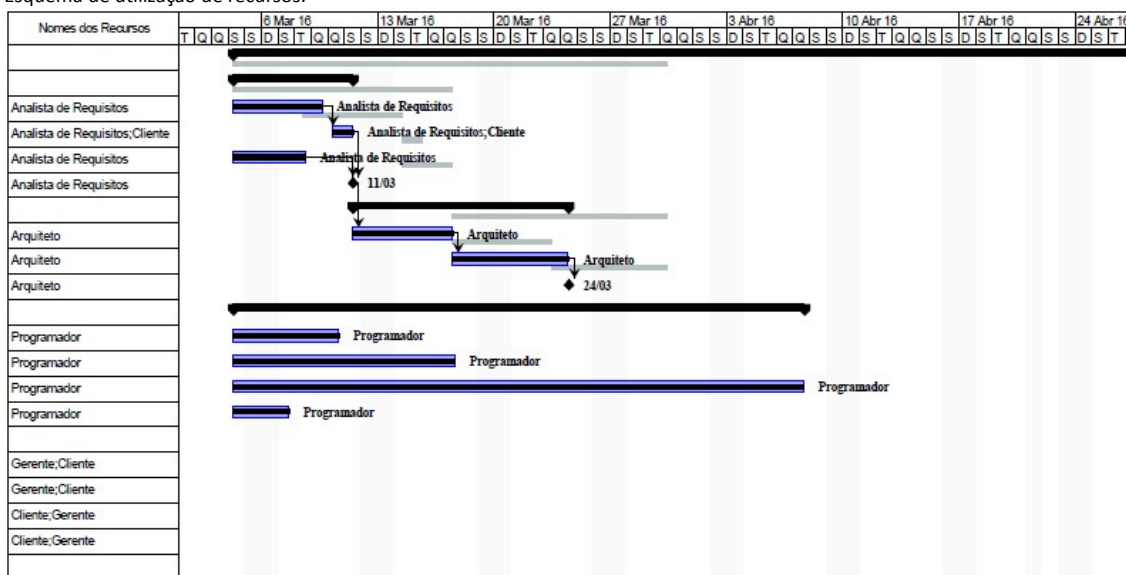 Esquema de utilização de recursos.
Nomes dos Recursos
6 Mar 16 13 Mar 16 20 Mar 16 27 Mar 16 3 Abr 16 10 Abr 16 17 Abr 16 24 Abr 16
T Q Q S S D S T Q Q S S D S T Q Q S S D S T Q Q S S D S T Q Q S S D S T Q Q S S D S T Q Q S S D S T Q Q S S D S T
Analista de Requisitos Analista de Requisitos
Analista de Requisitos;Cliente Analista de Requisitos;Cliente
Analista de Requisitos Analista de Requisitos
Analista de Requisitos 11/03
Arquiteto Arquiteto
Arquiteto Arquiteto
Arquiteto 24/03
Programador Programador
Programador Programador
Programador Programador
Programador Programador
Gerente;Cliente
Gerente;Cliente
Cliente;Gerente
Cliente;Gerente